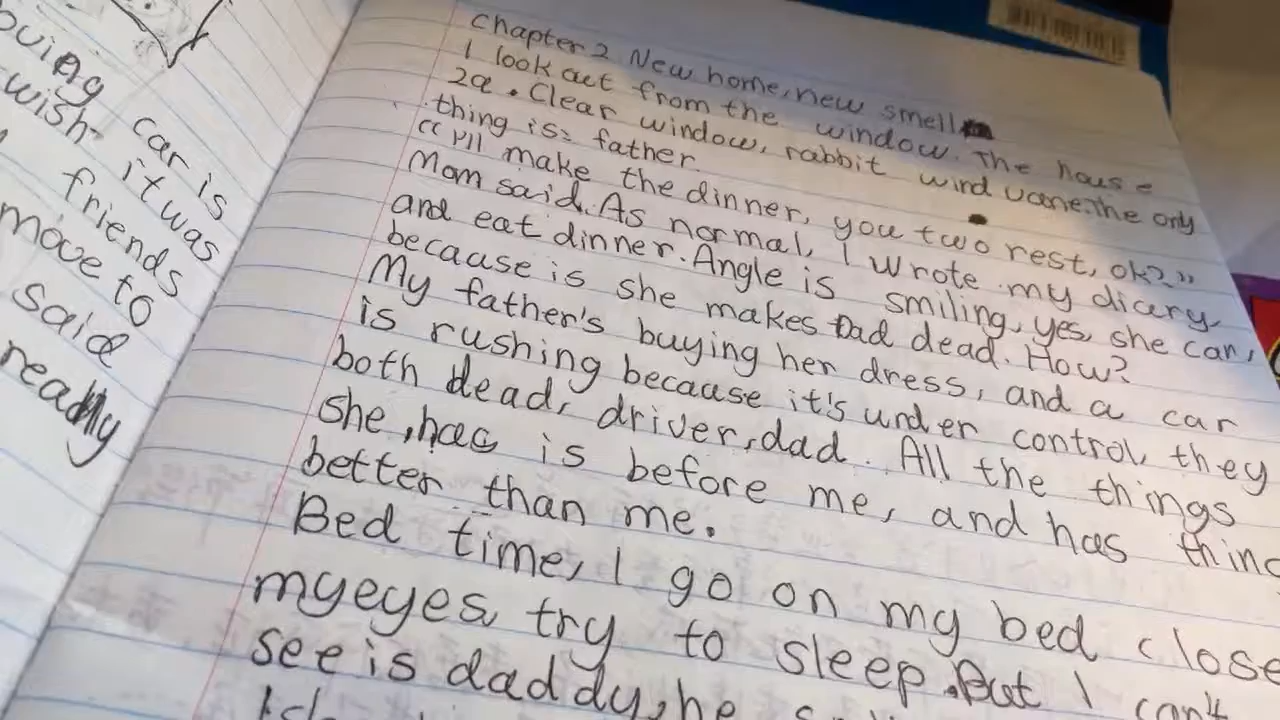 buing car is
wish it was
friends
move to
said
readly
Chapter 2 New home, new smell
I look out from the window. The house
2a. Clear window, rabbit wind vane. The only
thing is: father.
"I'll make the dinner, you two rest, ok?"
Mom said. As normal, I wrote my diary
and eat dinner. Angle is smiling, yes, she can,
because is she makes Dad dead. How?
My father's buying her dress, and a car
is rushing because it's under control, they
both dead, driver, dad. All the things
she, has is before me, and has thing
better than me.
Bed time, I go on my bed close
my eyes, try to sleep. But I can't
see is daddy, he